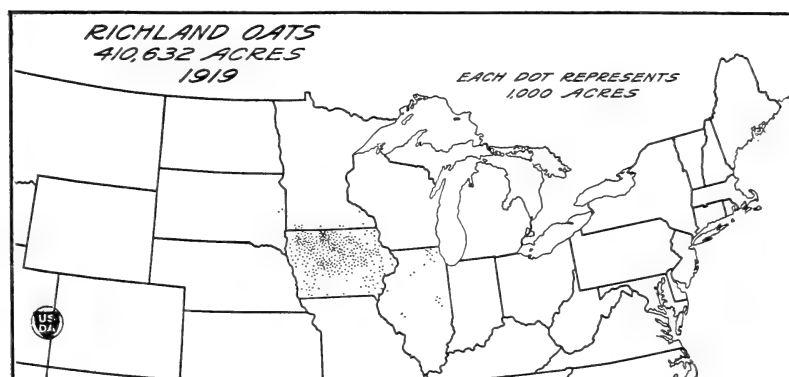 RICHLAND OATS
410,632 ACRES
1919
EACH DOT REPRESENTS
1,000 ACRES
US
DA